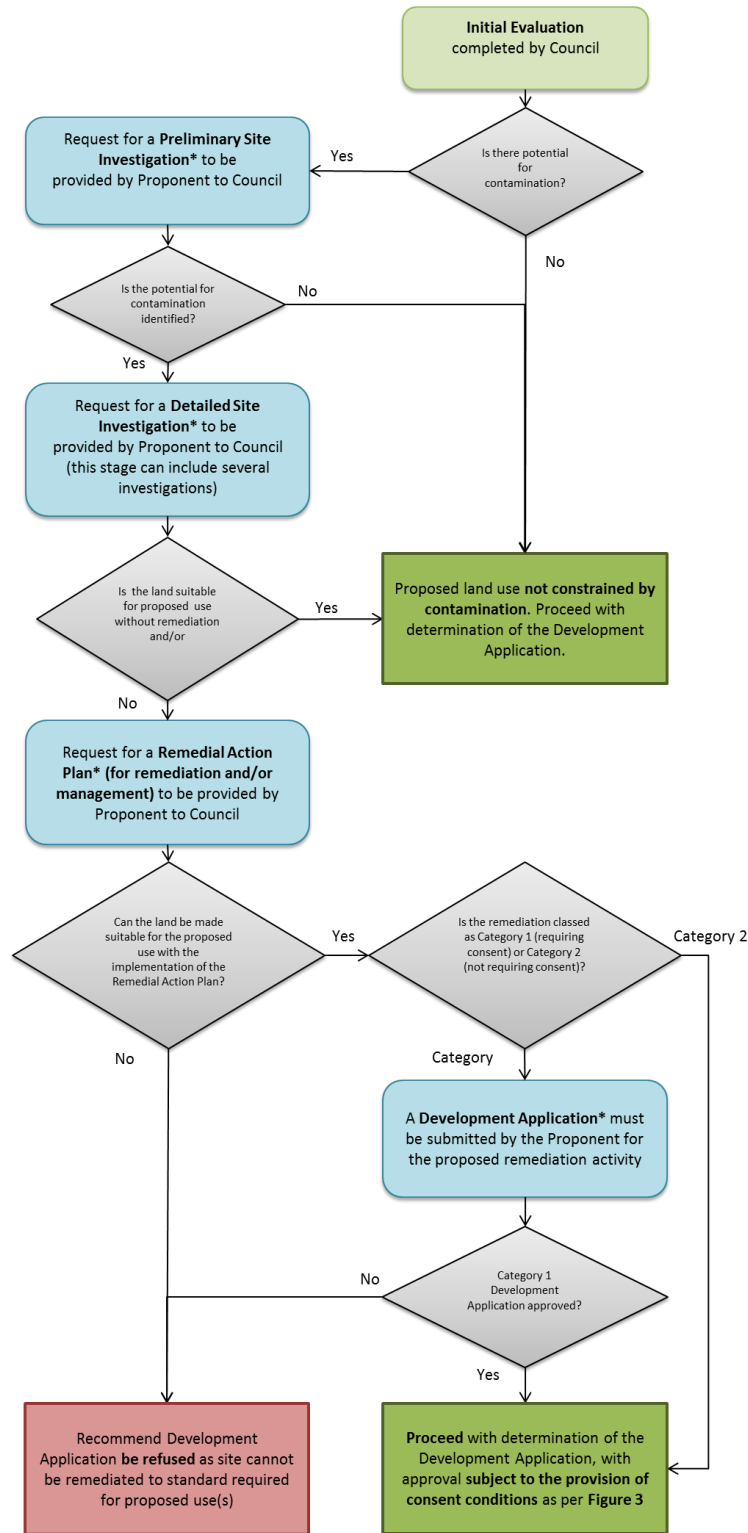 Initial Evaluation
completed by Council
Is there potential
for
contamination?
Yes
No
Request for a Preliminary Site
Investigation* to be
provided by Proponent to Council
Is the potential for
contamination
identified?
No
Yes
Request for a Detailed Site
Investigation* to be
provided by Proponent to Council
(this stage can include several
investigations)
Is the land suitable
for proposed use
without remediation
and/or
Yes
No
Proposed land use not constrained by
contamination. Proceed with
determination of the Development
Application.
Request for a Remedial Action
Plan* (for remediation and/or
management) to be provided by
Proponent to Council
Can the land be made
suitable for the proposed
use with the
implementation of the
Remedial Action Plan?
Yes
No
Is the remediation classed
as Category 1 (requiring
consent) or Category 2
(not requiring consent)?
Category 2
Category
A Development Application* must
be submitted by the Proponent for
the proposed remediation activity
Category 1
Development
Application approved?
No
Yes
Recommend Development
Application be refused as site cannot
be remediated to standard required
for proposed use(s)
Proceed with determination of the
Development Application, with
approval subject to the provision of
consent conditions as per Figure 3